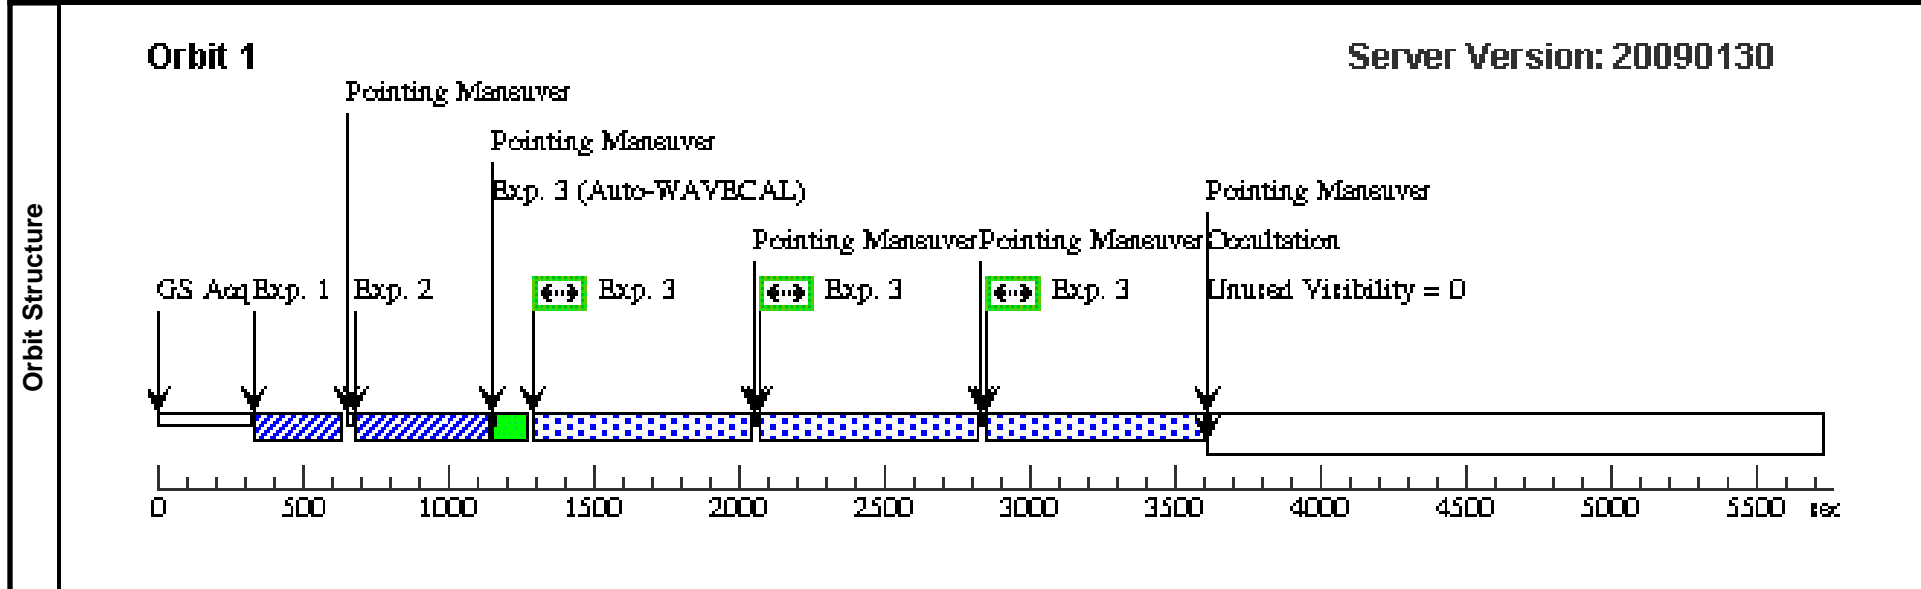 Orbit Structure
Orbit 1
Server Version: 20090130
Pointing Maneuver
Pointing Maneuver
Exp. 3 (Auto-WAVECAL)
Pointing Maneuver
Pointing Maneuver
Pointing Maneuver
Occultation
GS Acq
Exp. 1
Exp. 2
Exp. 3
Exp. 3
Exp. 3
Unused Visibility = 0
0 500 1000 1500 2000 2500 3000 3500 4000 4500 5000 5500 sec